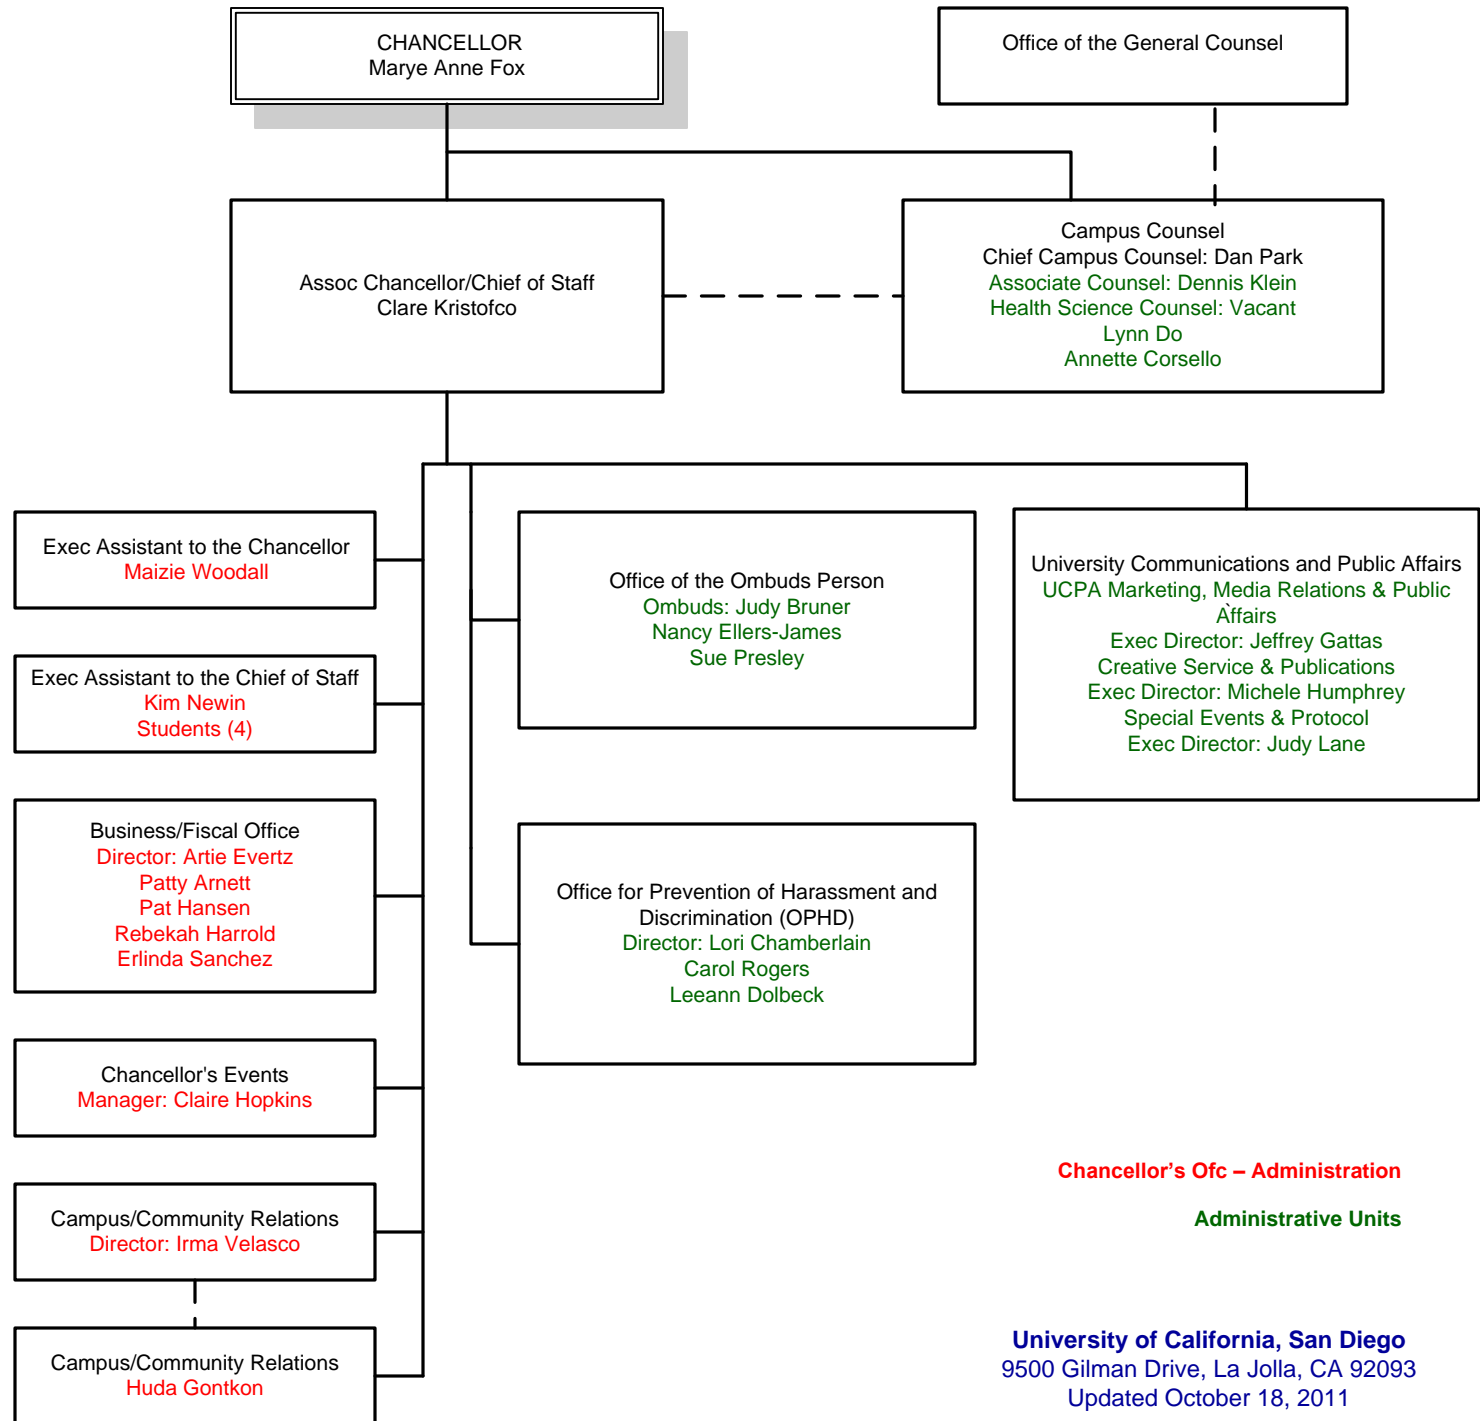 CHANCELLOR
Marye Anne Fox
Office of the General Counsel
Assoc Chancellor/Chief of Staff
Clare Kristofco
Campus Counsel
Chief Campus Counsel: Dan Park
Associate Counsel: Dennis Klein
Health Science Counsel: Vacant
Lynn Do
Annette Corsello
Exec Assistant to the Chancellor
Maizie Woodall
Exec Assistant to the Chief of Staff
Kim Newin
Students (4)
Business/Fiscal Office
Director: Artie Evertz
Patty Arnett
Pat Hansen
Rebekah Harrold
Erlinda Sanchez
Chancellor's Events
Manager: Claire Hopkins
Campus/Community Relations
Director: Irma Velasco
Campus/Community Relations
Huda Gontkon
Office of the Ombuds Person
Ombuds: Judy Bruner
Nancy Ellers-James
Sue Presley
Office for Prevention of Harassment and
Discrimination (OPHD)
Director: Lori Chamberlain
Carol Rogers
Leeann Dolbeck
University Communications and Public Affairs
UCPA Marketing, Media Relations & Public
Affairs
Exec Director: Jeffrey Gattas
Creative Service & Publications
Exec Director: Michele Humphrey
Special Events & Protocol
Exec Director: Judy Lane
Chancellor's Ofc – Administration
Administrative Units
University of California, San Diego
9500 Gilman Drive, La Jolla, CA 92093
Updated October 18, 2011